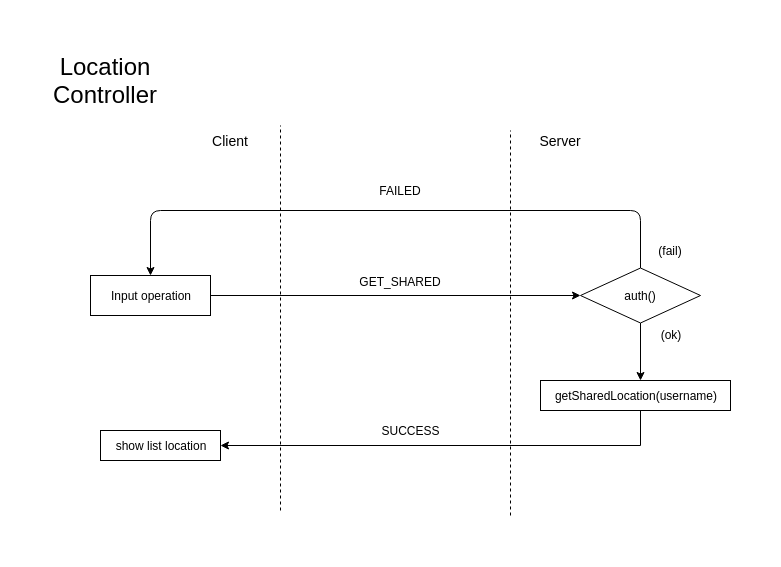 Location
Controller
Client
Server
FAILED
(fail)
Input operation
GET_SHARED
auth()
(ok)
getSharedLocation(username)
SUCCESS
show list location